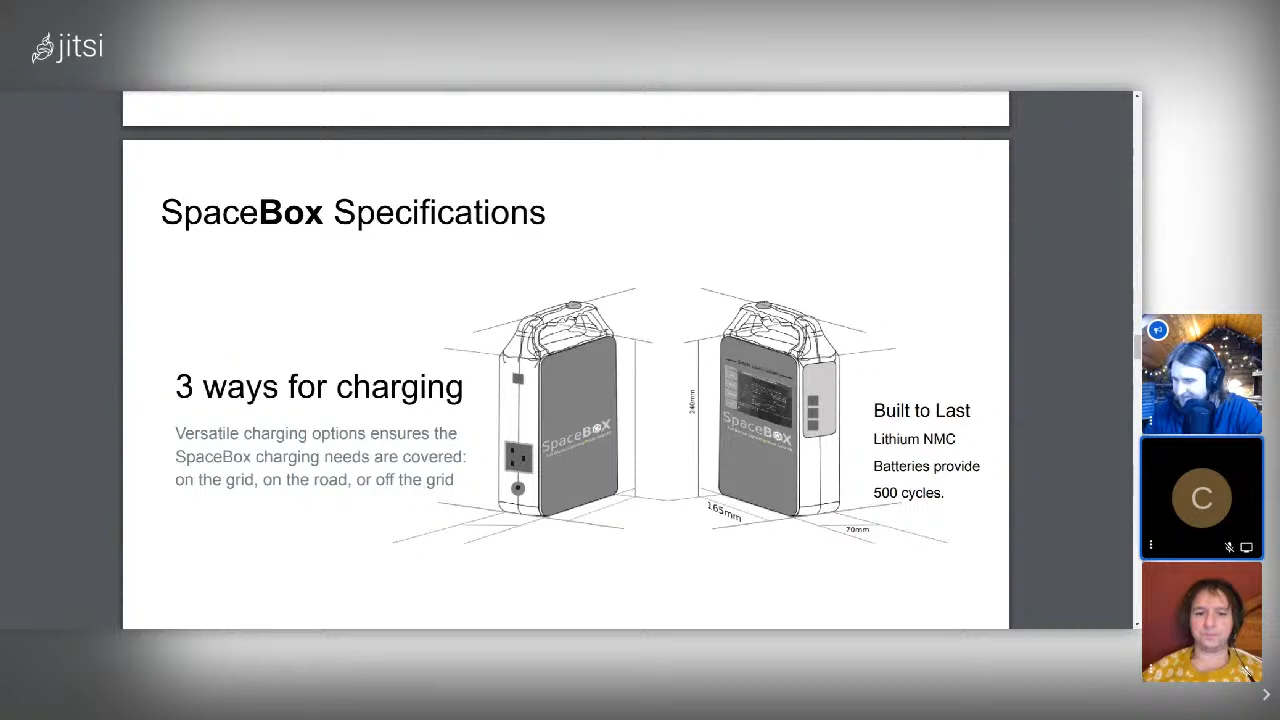 jitsi
SpaceBox Specifications
3 ways for charging
Versatile charging options ensures the
SpaceBox charging needs are covered:
on the grid, on the road, or off the grid
SpaceBox
SpaceBox
240mm
165mm
70mm
Built to Last
Lithium NMC
Batteries provide
500 cycles.
C